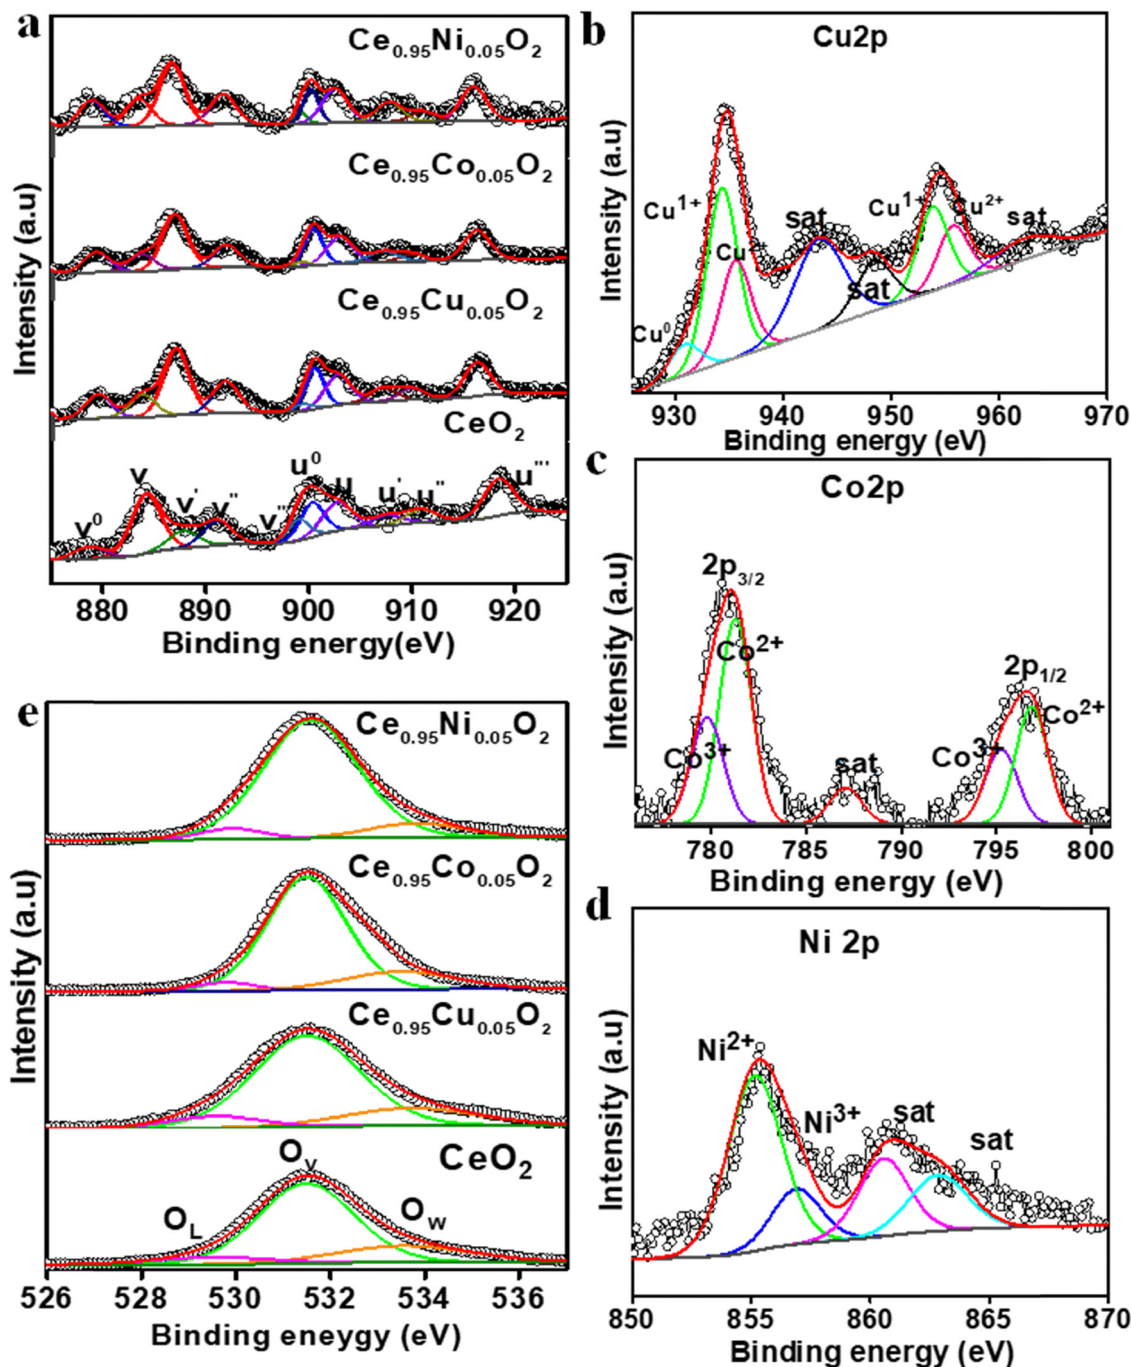 a
Ce0.95Ni0.05O2
Ce0.95Co0.05O2
Ce0.95Cu0.05O2
CeO2
v0
v
v'
v''
v''
u0
u
u'
u''
u'''
Intensity (a.u)
880 890 900 910 920
Binding energy(eV)
b
Cu2p
Intensity (a.u)
Cu1+
Cu2+
Cu0
sat
sat
Cu1+
Cu2+
sat
930 940 950 960 970
Binding energy (eV)
c
Co2p
Intensity (a.u)
2p3/2
Co2+
Co3+
sat
2p1/2
Co2+
Co3+
780 785 790 795 800
Binding energy (eV)
d
Ni 2p
Intensity (a.u)
Ni2+
Ni3+
sat
sat
850 855 860 865 870
Binding energy (eV)
e
Ce0.95Ni0.05O2
Ce0.95Co0.05O2
Ce0.95Cu0.05O2
CeO2
OV
OL
Ow
Intensity (a.u)
526 528 530 532 534 536
Binding eneygy (eV)